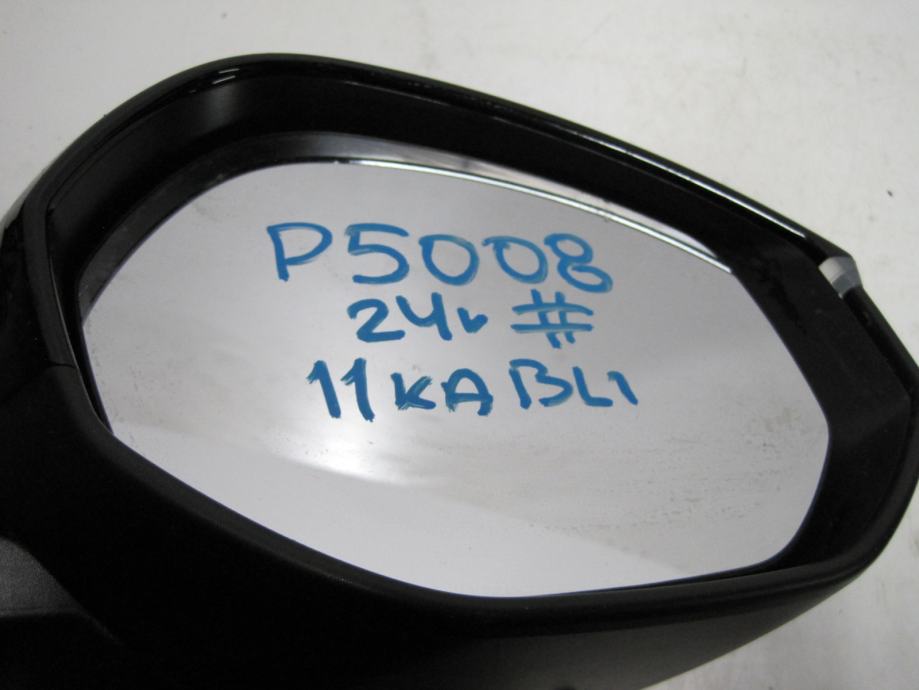 P5008
24v #
11 KABLI